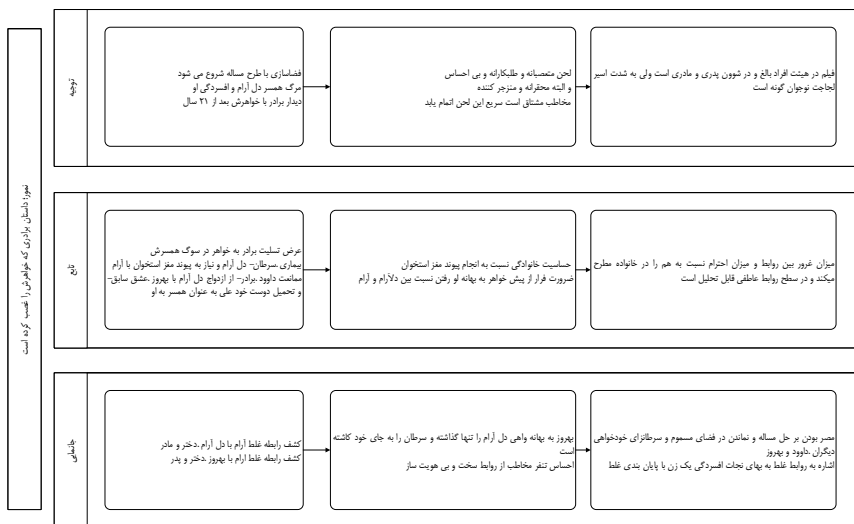 نمور؛ داستان برادری که خواهرش را غصب کرده است
توجیه
فضاسازی با طرح مساله شروع می شود
مرگ همسر دل آرام و افسردگی او
دیدار برادر با خواهرش بعد از ۲۱ سال
لحن متعصبانه و طلبکارانه و بی احساس
و البته محقرانه و منزجر کننده
مخاطب مشتاق است سریع این لحن اتمام یابد
فیلم در هیئت افراد بالغ و در شوون پدری و مادری است ولی به شدت اسیر
لجاجت نوجوان گونه است
تابع
عرض تسلیت برادر به خواهر در سوگ همسرش
بیماری .سرطان- دل آرام و نیاز به پیوند مغز استخوان با آرام
ممانعت داوود .برادر- از ازدواج دل آرام با بهروز .عشق سابق-
و تحمیل دوست خود علی به عنوان همسر به او
حساسیت خانوادگی نسبت به انجام پیوند مغز استخوان
ضرورت فرار از پیش خواهر به بهانه لو رفتن نسبت بین دلارام و آرام
میزان غرور بین روابط و میزان احترام نسبت به هم را در خانواده مطرح
میکند و در سطح روابط عاطفی قابل تحلیل است
جانمایی
کشف رابطه غلط آرام با دل آرام .دختر و مادر
کشف رابطه غلط ارام با بهروز .دختر و پدر
بهروز به بهانه واهی دل آرام را تنها گذاشته و سرطان را به جای خود کاشته
است
احساس تنفر مخاطب از روابط سخت و بی هویت ساز
مصر بودن بر حل مساله و نماندن در فضای مسموم و سرطانزای خودخواهی
دیگران .داوود و بهروز
اشاره به روابط غلط به بهای نجات افسردگی یک زن با پایان بندی غلط